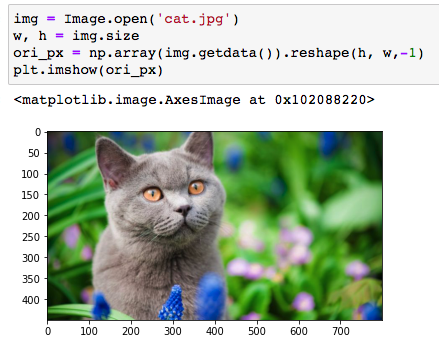 img = Image.open('cat.jpg')
w, h = img.size
ori_px = np.array(img.getdata()).reshape(h, w,-1)
plt.imshow(ori_px)
<matplotlib.image.AxesImage at 0x102088220>
0
50
100
150
200
250
300
350
400
0 100 200 300 400 500 600 700